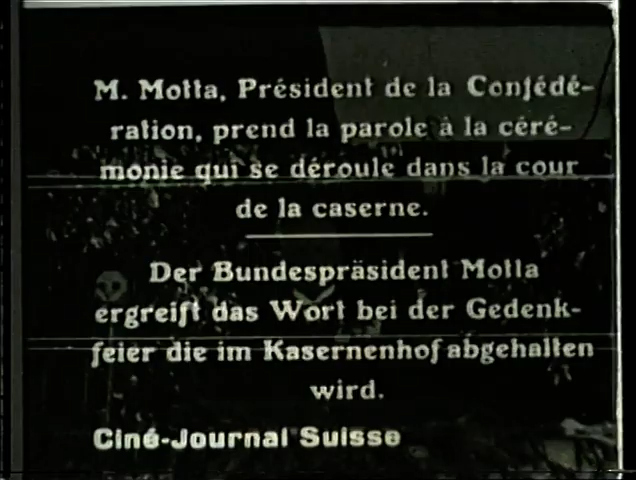 M. Motta, Président de la Confédé-
ration, prend la parole à la céré-
monie qui se déroule dans la cour
de la caserne.
Der Bundespräsident Motta
ergreift das Wort bei der Gedenk-
feier die im Kasernenhof abgehalten
wird.
Ciné-Journal Suisse